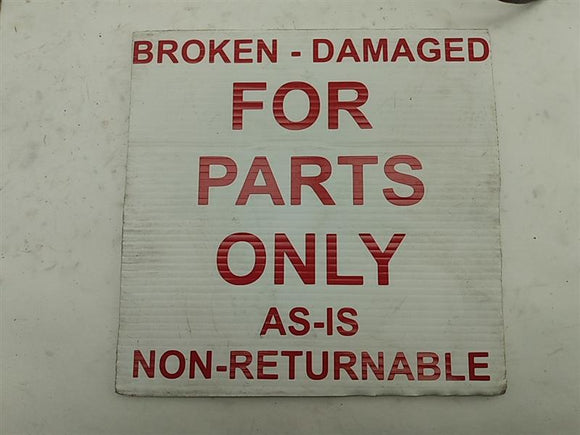 BROKEN - DAMAGED
FOR
PARTS
ONLY
AS-IS
NON-RETURNABLE